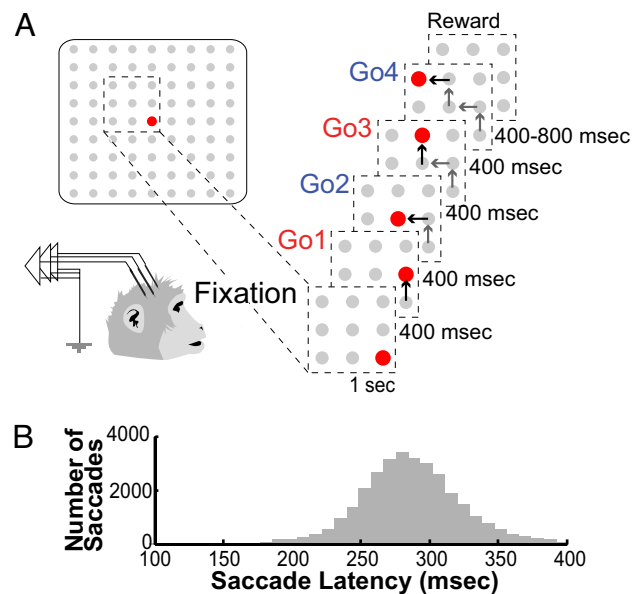 A
Reward
Go4
400-800 msec
Go3
400 msec
Go2
400 msec
Go1
400 msec
Fixation
400 msec
1 sec
B
Number of
Saccades
4000
2000
0
100
150
200
250
300
350
400
Saccade Latency (msec)